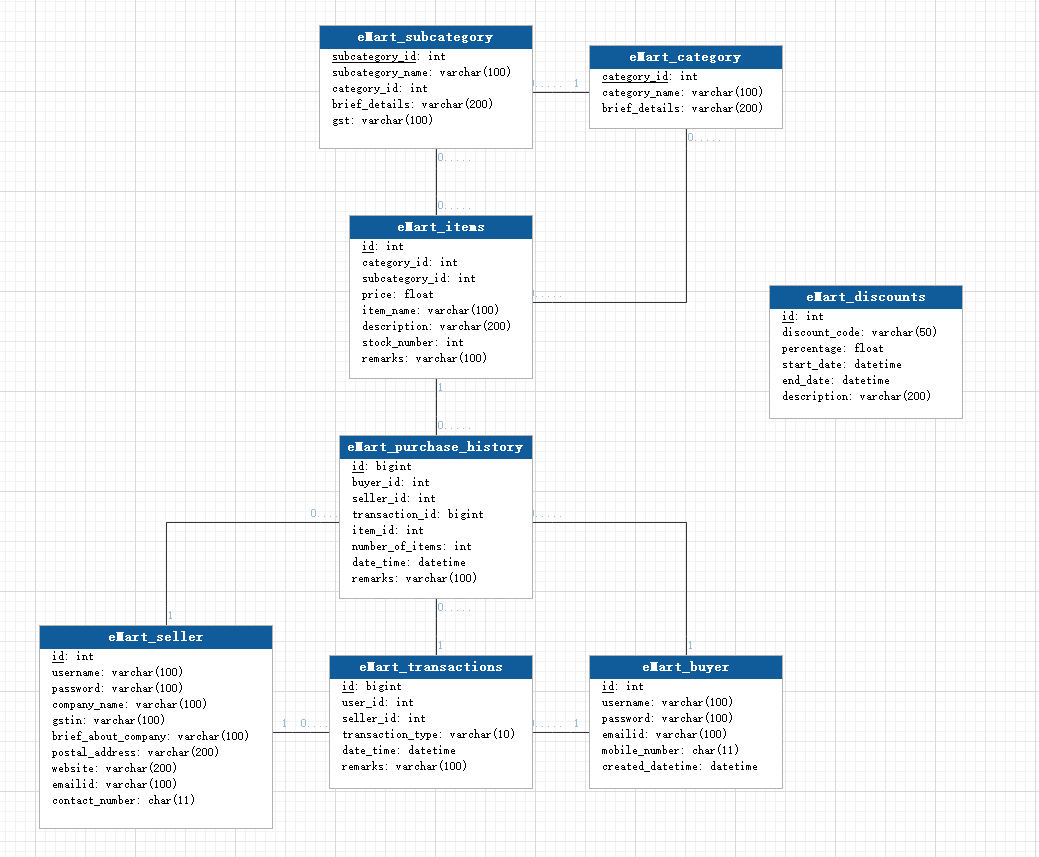 eMart_subcategory
subcategory_id: int
subcategory_name: varchar(100)
category_id: int
brief_details: varchar(200)
gst: varchar(100)
0.....
1
eMart_category
category_id: int
category_name: varchar(100)
brief_details: varchar(200)
0.....
0.....
0.....
eMart_items
id: int
category_id: int
subcategory_id: int
price: float
item_name: varchar(100)
description: varchar(200)
stock_number: int
remarks: varchar(100)
0.....
eMart_discounts
id: int
discount_code: varchar(50)
percentage: float
start_date: datetime
end_date: datetime
description: varchar(200)
1
0.....
eMart_purchase_history
id: bigint
buyer_id: int
seller_id: int
transaction_id: bigint
item_id: int
number_of_items: int
date_time: datetime
remarks: varchar(100)
0.....
0.....
0.....
1
1
1
eMart_seller
id: int
username: varchar(100)
password: varchar(100)
company_name: varchar(100)
gstin: varchar(100)
brief_about_company: varchar(100)
postal_address: varchar(200)
website: varchar(200)
emailid: varchar(100)
contact_number: char(11)
1
0.....
eMart_transactions
id: bigint
user_id: int
seller_id: int
transaction_type: varchar(10)
date_time: datetime
remarks: varchar(100)
0.....
1
eMart_buyer
id: int
username: varchar(100)
password: varchar(100)
emailid: varchar(100)
mobile_number: char(11)
created_datetime: datetime